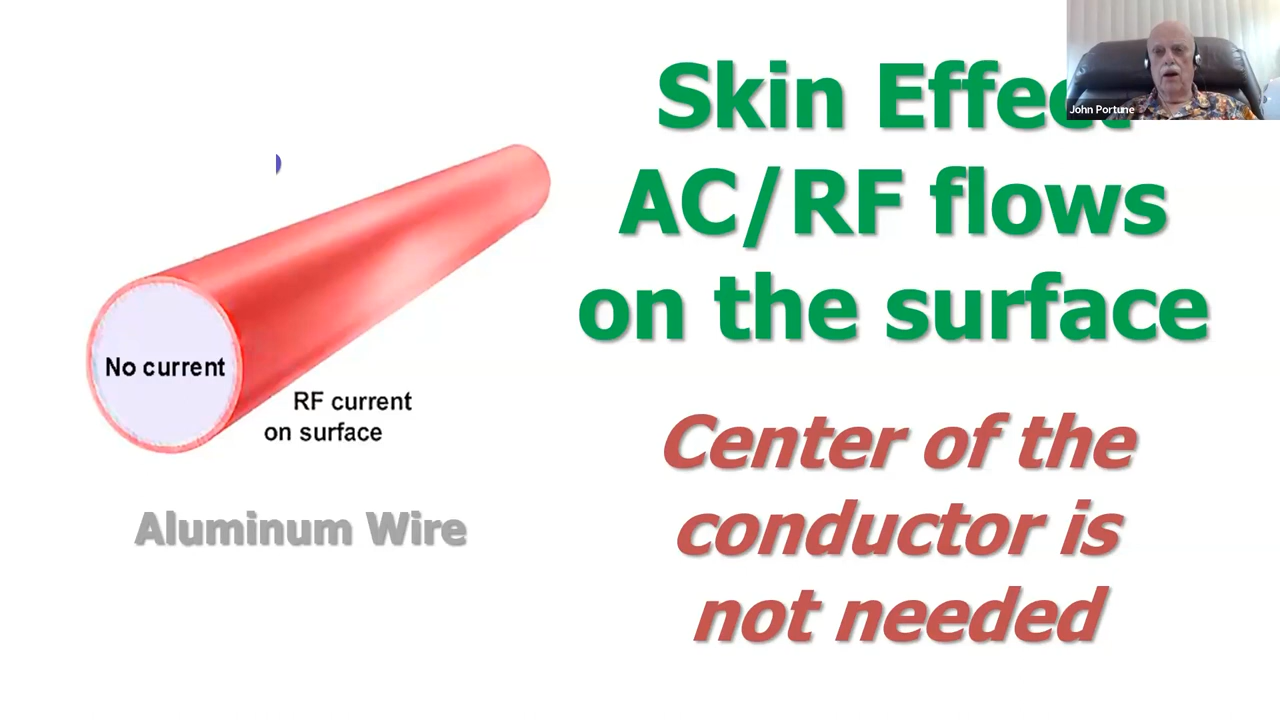 Skin Effect
AC/RF flows
on the surface
John Portune
No current
RF current
on surface
Aluminum Wire
Center of the
conductor is
not needed